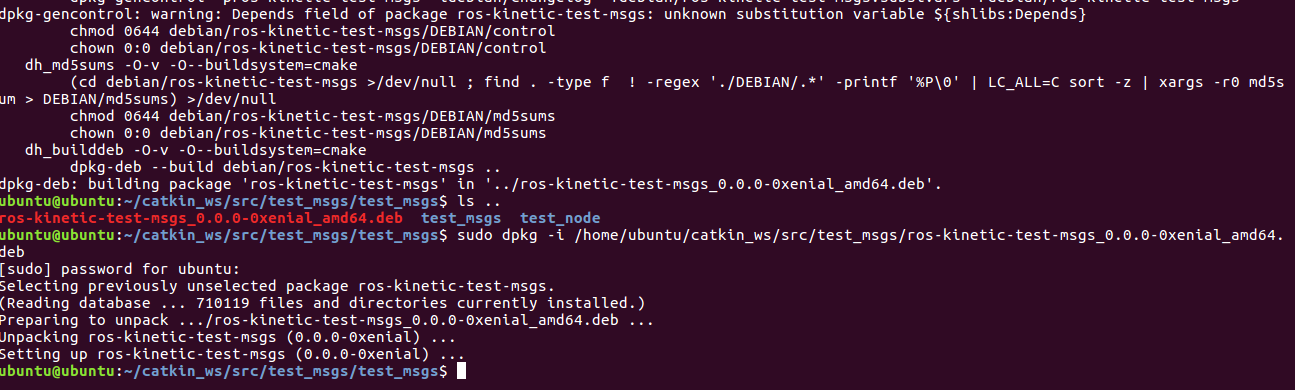 dpkg-gencontrol: warning: Depends field of package ros-kinetic-test-msgs: unknown substitution variable ${shlibs:Depends}
chmod 0644 debian/ros-kinetic-test-msgs/DEBIAN/control
chown 0:0 debian/ros-kinetic-test-msgs/DEBIAN/control
dh_md5sums -O-v -O--buildsystem=cmake
(cd debian/ros-kinetic-test-msgs >/dev/null ; find . -type f  ! -regex './DEBIAN/.*' -printf '%P\0' | LC_ALL=C sort -z | xargs -r0 md5s
um > DEBIAN/md5sums) >/dev/null
chmod 0644 debian/ros-kinetic-test-msgs/DEBIAN/md5sums
chown 0:0 debian/ros-kinetic-test-msgs/DEBIAN/md5sums
dh_builddeb -O-v -O--buildsystem=cmake
dpkg-deb --build debian/ros-kinetic-test-msgs ..
dpkg-deb: building package 'ros-kinetic-test-msgs' in '../ros-kinetic-test-msgs_0.0.0-0xenial_amd64.deb'.
ubuntu@ubuntu:~/catkin_ws/src/test_msgs/test_msgs$ ls ..
ros-kinetic-test-msgs_0.0.0-0xenial_amd64.deb  test_msgs  test_node
ubuntu@ubuntu:~/catkin_ws/src/test_msgs/test_msgs$ sudo dpkg -i /home/ubuntu/catkin_ws/src/test_msgs/ros-kinetic-test-msgs_0.0.0-0xenial_amd64.
deb
[sudo] password for ubuntu:
Selecting previously unselected package ros-kinetic-test-msgs.
(Reading database ... 710119 files and directories currently installed.)
Preparing to unpack .../ros-kinetic-test-msgs_0.0.0-0xenial_amd64.deb ...
Unpacking ros-kinetic-test-msgs (0.0.0-0xenial) ...
Setting up ros-kinetic-test-msgs (0.0.0-0xenial) ...
ubuntu@ubuntu:~/catkin_ws/src/test_msgs/test_msgs$